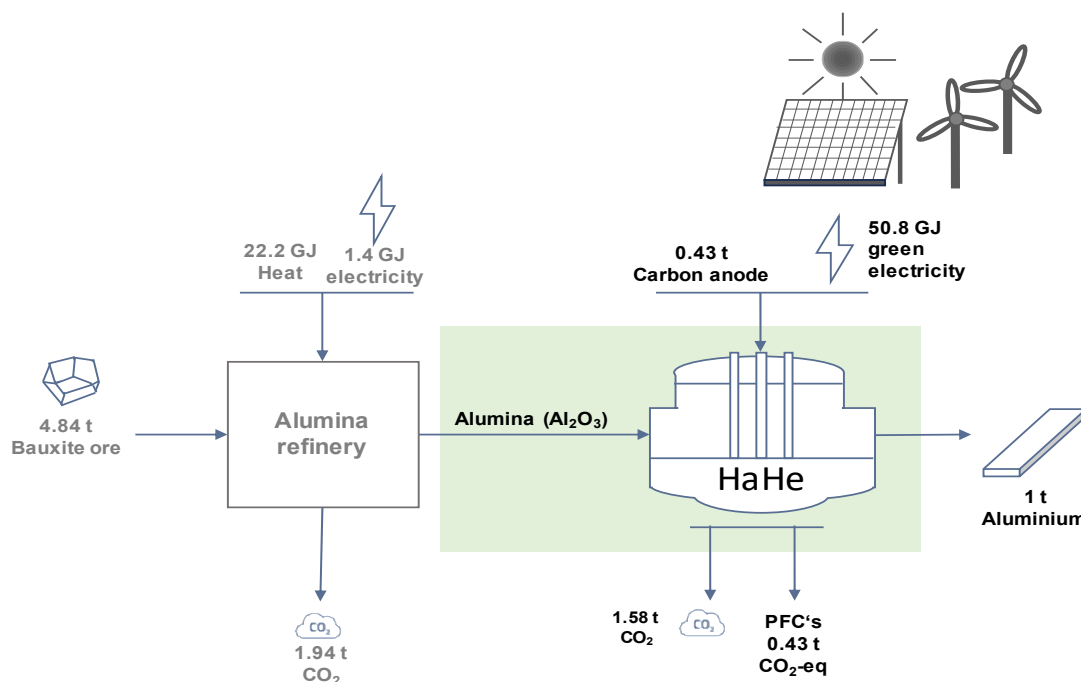 50.8 GJ
green
electricity
0.43 t
Carbon anode
22.2 GJ
Heat
1.4 GJ
electricity
4.84 t
Bauxite ore
Alumina
refinery
Alumina (Al₂O₃)
HaHe
1 t
Aluminium
CO₂
1.94 t
CO₂
1.58 t
CO₂
CO₂
PFC‘s
0.43 t
CO₂-eq